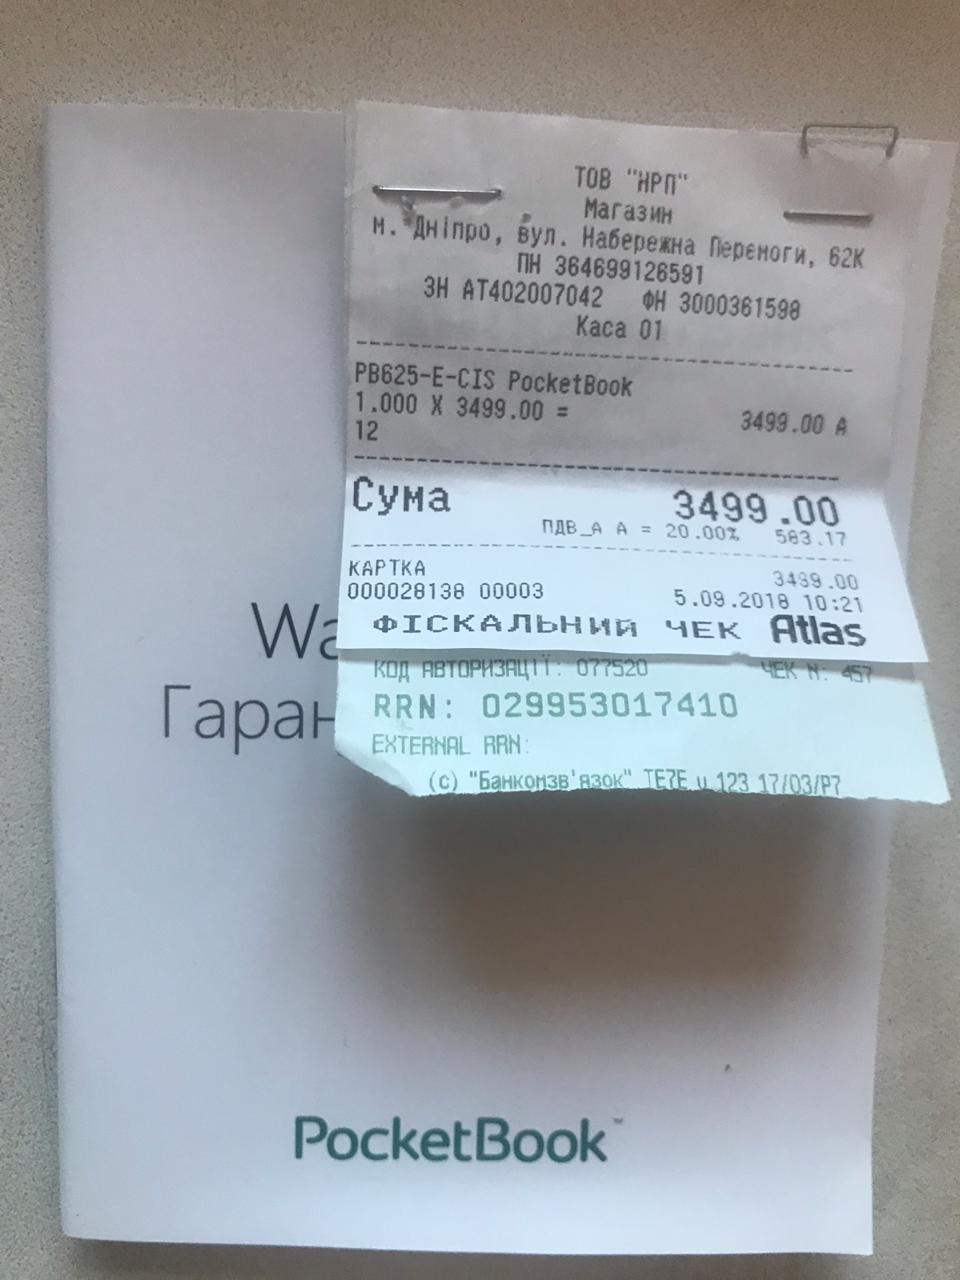 ТОВ "НРП"
Магазин
м. Дніпро, вул. Набережна Перемоги, 62К
ПН 364699126591
ЗН АТ402007042 ФН 3000361598
Каса 01
PB625-E-CIS PocketBook
1.000 X 3499.00 = 3499.00 А
12
Сума 3499.00
ПДВ_А А = 20.00% 583.17
КАРТКА 3499.00
000028138 00003 5.09.2018 10:21
ФІСКАЛЬНИЙ ЧЕК Atlas
КОД АВТОРИЗАЦІЇ: 077520 ЧЕК N: 457
RRN: 029953017410
EXTERNAL RRN:
(c) "Банкомзв'язок" TE7E u 123 17/03/P7
Wa
Гаран
PocketBook™